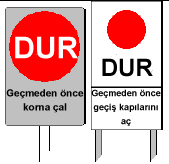 DUR
Geçmeden önce
korna çal
DUR
Geçmeden önce
geçiş kapılarını
aç